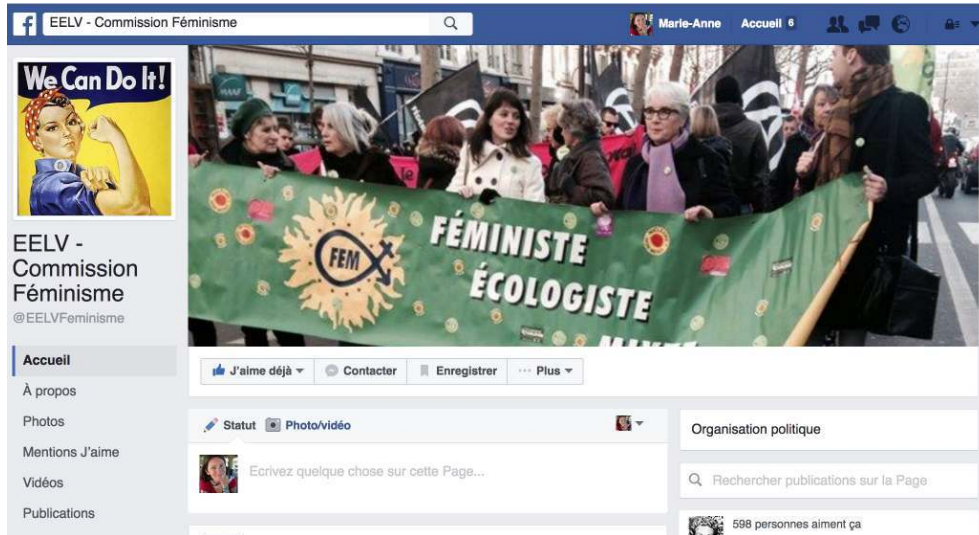 EELV - Commission Féminisme
Marie-Anne
Accueil 6
We Can Do It!
EELV -
Commission
Féminisme
@EELVFeminisme
FEM
FÉMINISTE
ÉCOLOGISTE
MIXTE
MAAF
Accueil
À propos
Photos
Mentions J'aime
Vidéos
Publications
J'aime déjà
Contacter
Enregistrer
Plus
Statut
Photo/vidéo
Ecrivez quelque chose sur cette Page...
Organisation politique
Rechercher publications sur la Page
598 personnes aiment ça